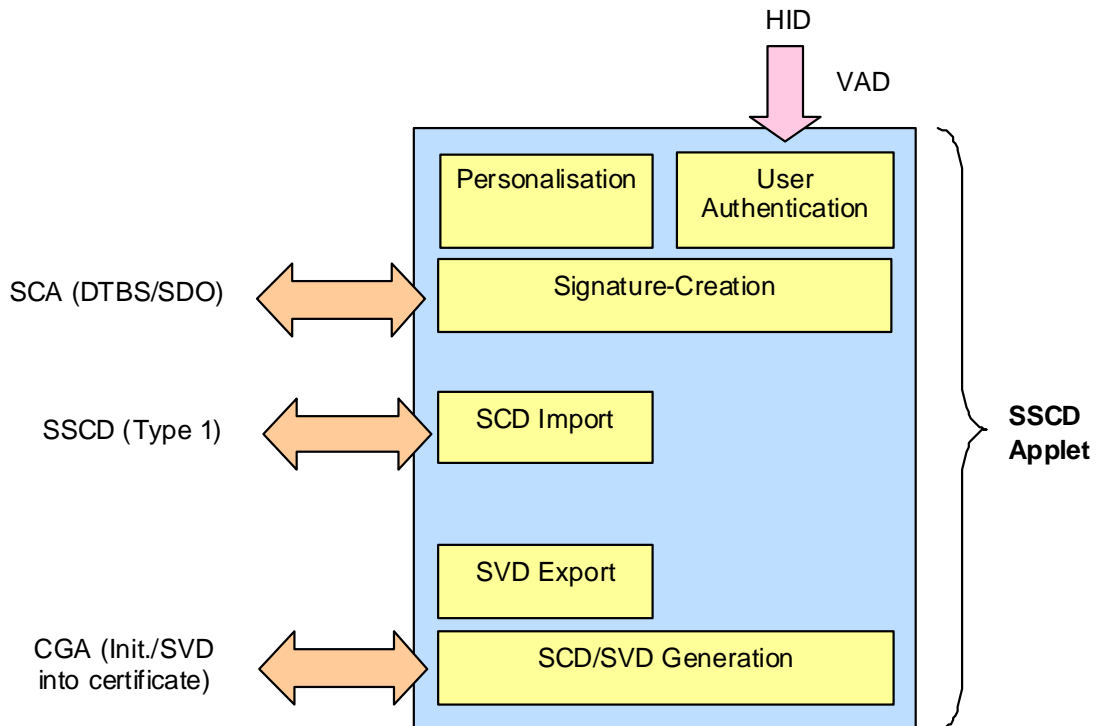 HID
VAD
Personalisation
User
Authentication
SCA (DTBS/SDO)
Signature-Creation
SSCD (Type 1)
SCD Import
SSCD
Applet
SVD Export
CGA (Init./SVD
into certificate)
SCD/SVD Generation